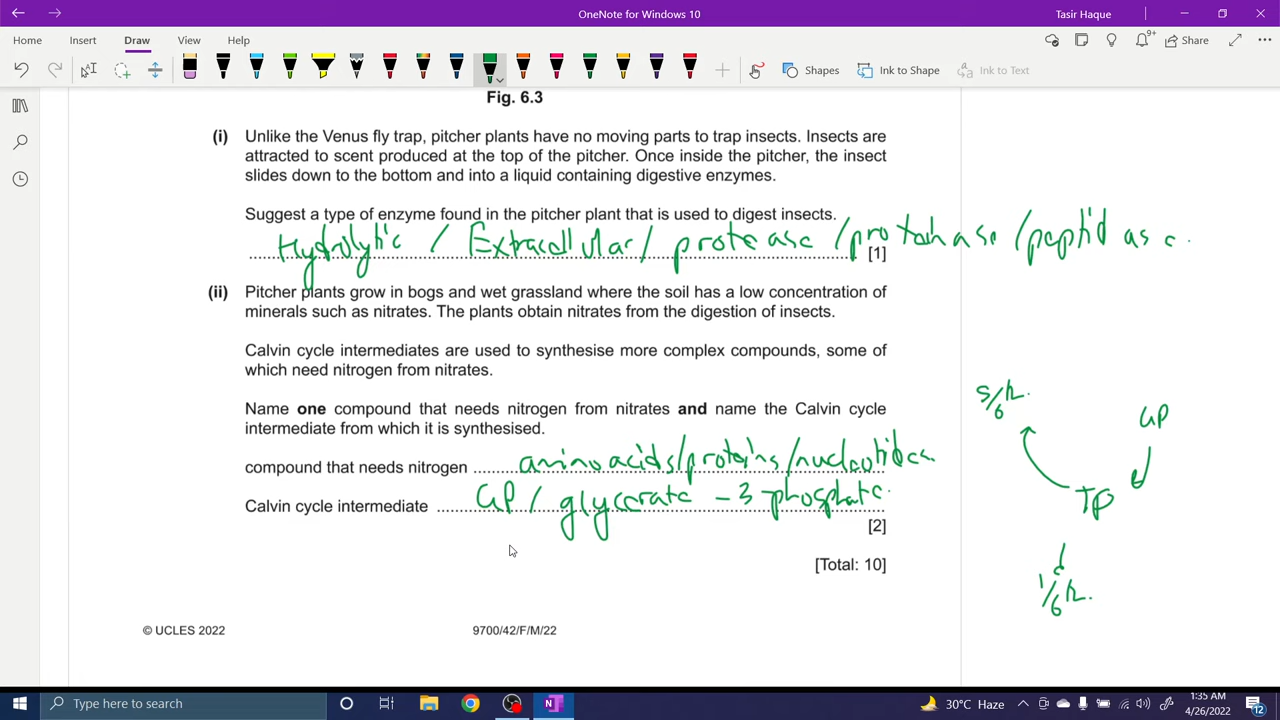 OneNote for Windows 10
Tasir Haque
Home Insert Draw View Help
9+
Share
Shapes
Ink to Shape
Ink to Text
Fig. 6.3
(i) Unlike the Venus fly trap, pitcher plants have no moving parts to trap insects. Insects are
attracted to scent produced at the top of the pitcher. Once inside the pitcher, the insect
slides down to the bottom and into a liquid containing digestive enzymes.
Suggest a type of enzyme found in the pitcher plant that is used to digest insects.
Hydrolytic / Extracellular / protease / proteinase / peptidase.
[1]
(ii) Pitcher plants grow in bogs and wet grassland where the soil has a low concentration of
minerals such as nitrates. The plants obtain nitrates from the digestion of insects.
Calvin cycle intermediates are used to synthesise more complex compounds, some of
which need nitrogen from nitrates.
Name one compound that needs nitrogen from nitrates and name the Calvin cycle
intermediate from which it is synthesised.
compound that needs nitrogen amino acids/proteins/nucleotides.
Calvin cycle intermediate GP / glycerate - 3 phosphate.
[2]
[Total: 10]
5/6
GP
TP
1/6
© UCLES 2022
9700/42/F/M/22
Type here to search
30°C Haze
1:35 AM
4/26/2022
12